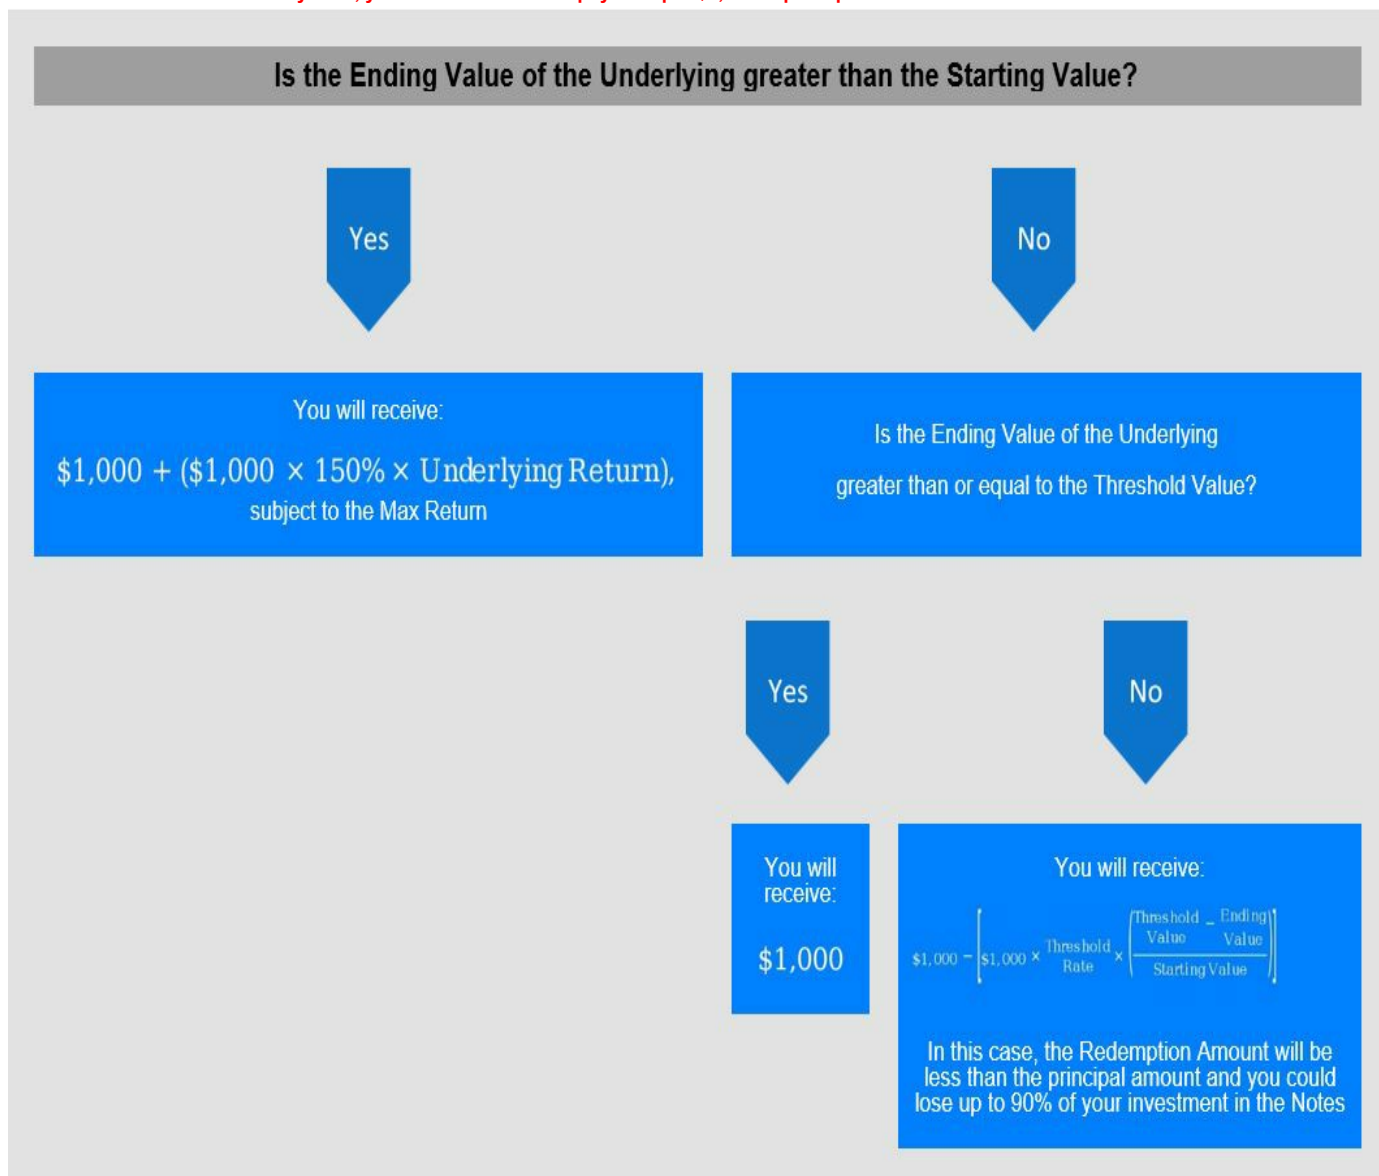 Is the Ending Value of the Underlying greater than the Starting Value?
Yes
No
You will receive:
$1,000 + ($1,000 × 150% × Underlying Return),
subject to the Max Return
Is the Ending Value of the Underlying
greater than or equal to the Threshold Value?
Yes
No
You will
receive:
$1,000
You will receive:
$1,000 − [$1,000 × Threshold Rate × ((Threshold Value − Ending Value) / Starting Value)]
In this case, the Redemption Amount will be
less than the principal amount and you could
lose up to 90% of your investment in the Notes